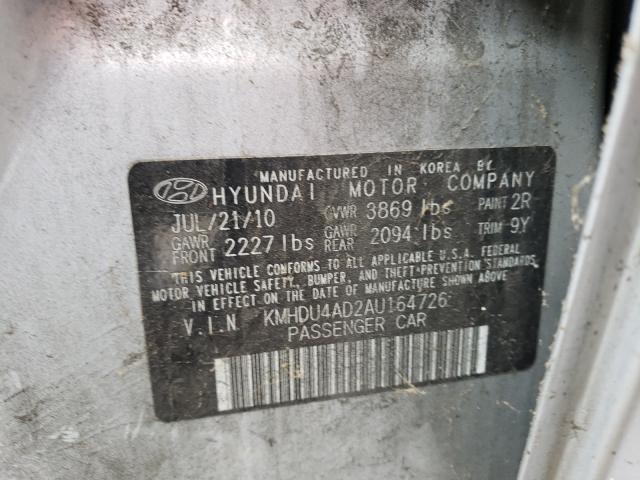 MANUFACTURED IN KOREA BY
HYUNDAI MOTOR COMPANY
JUL/21/10 GVWR 3869 lbs PAINT 2R
GAWR FRONT 2227 lbs GAWR REAR 2094 lbs TRIM 9Y
THIS VEHICLE CONFORMS TO ALL APPLICABLE U.S.A. FEDERAL
MOTOR VEHICLE SAFETY, BUMPER, AND THEFT PREVENTION STANDARDS
IN EFFECT ON THE DATE OF MANUFACTURE SHOWN ABOVE
V.I.N KMHDU4AD2AU164726
PASSENGER CAR